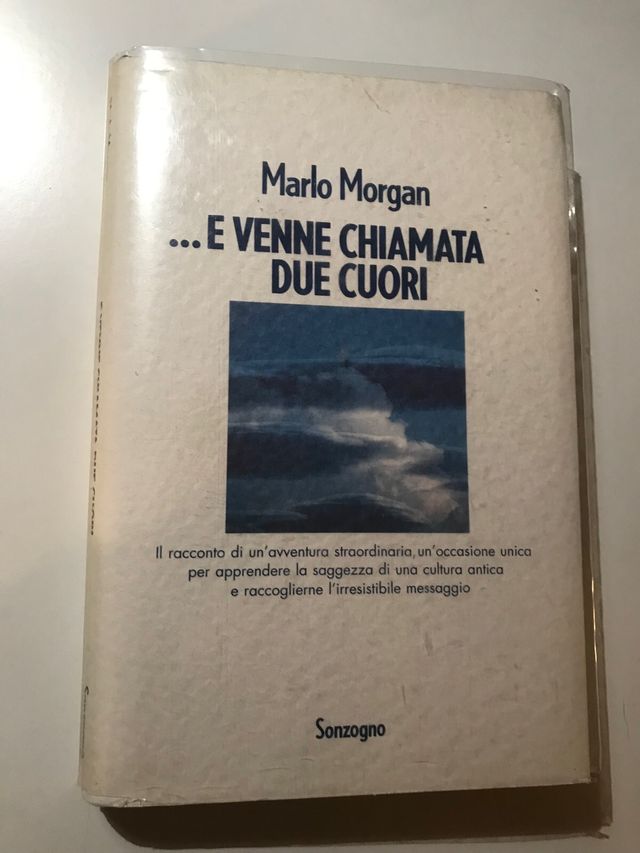 Marlo Morgan
... E VENNE CHIAMATA
DUE CUORI
Il racconto di un'avventura straordinaria, un'occasione unica
per apprendere la saggezza di una cultura antica
e raccoglierne l'irresistibile messaggio
Sonzogno